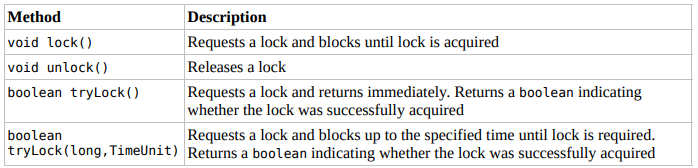 Method Description
void lock() Requests a lock and blocks until lock is acquired
void unlock() Releases a lock
boolean tryLock() Requests a lock and returns immediately. Returns a boolean indicating
whether the lock was successfully acquired
boolean Requests a lock and blocks up to the specified time until lock is required.
tryLock(long,TimeUnit) Returns a boolean indicating whether the lock was successfully acquired